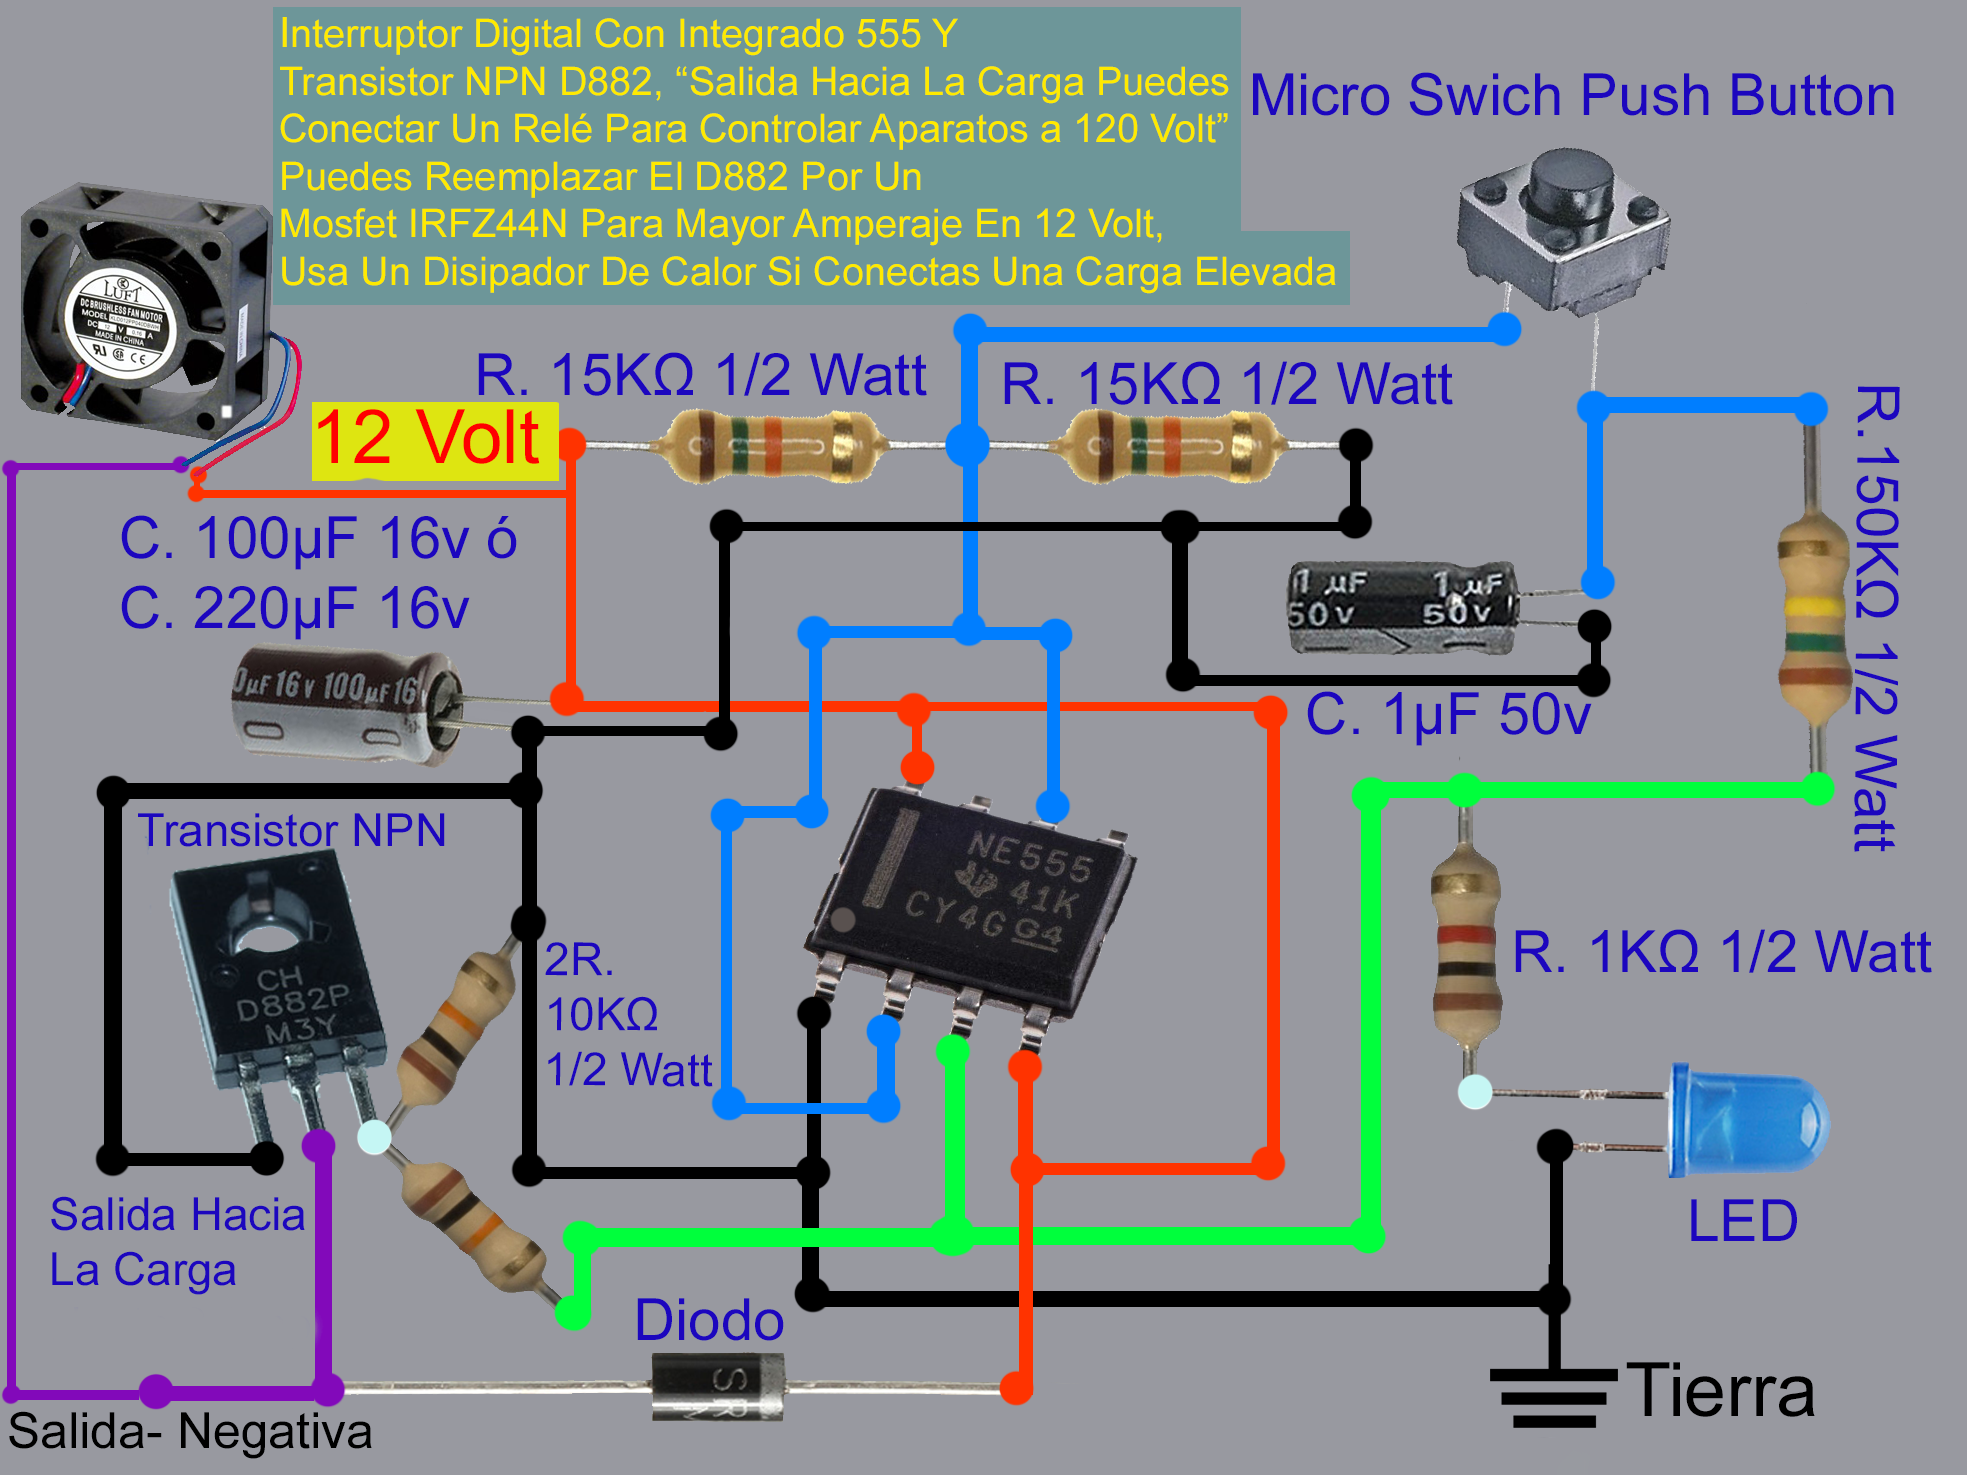 Interruptor Digital Con Integrado 555 Y
Transistor NPN D882, “Salida Hacia La Carga Puedes
Conectar Un Relé Para Controlar Aparatos a 120 Volt”
Puedes Reemplazar El D882 Por Un
Mosfet IRFZ44N Para Mayor Amperaje En 12 Volt,
Usa Un Disipador De Calor Si Conectas Una Carga Elevada
Micro Swich Push Button
LUFT
DC BRUSHLESS FAN MOTOR
MODEL
DC 12 V A
MADE IN CHINA
R. 15KΩ 1/2 Watt
R. 15KΩ 1/2 Watt
12 Volt
R.150KΩ 1/2 Watt
C. 100µF 16v ó
C. 220µF 16v
1 µF 1 µF
50V 50V
0µF 16v 100µF 16
C. 1µF 50v
Transistor NPN
NE555
41K
CY4G G4
CH
D882P
M3Y
2R.
10KΩ
1/2 Watt
R. 1KΩ 1/2 Watt
Salida Hacia
La Carga
LED
Diodo
Tierra
Salida- Negativa